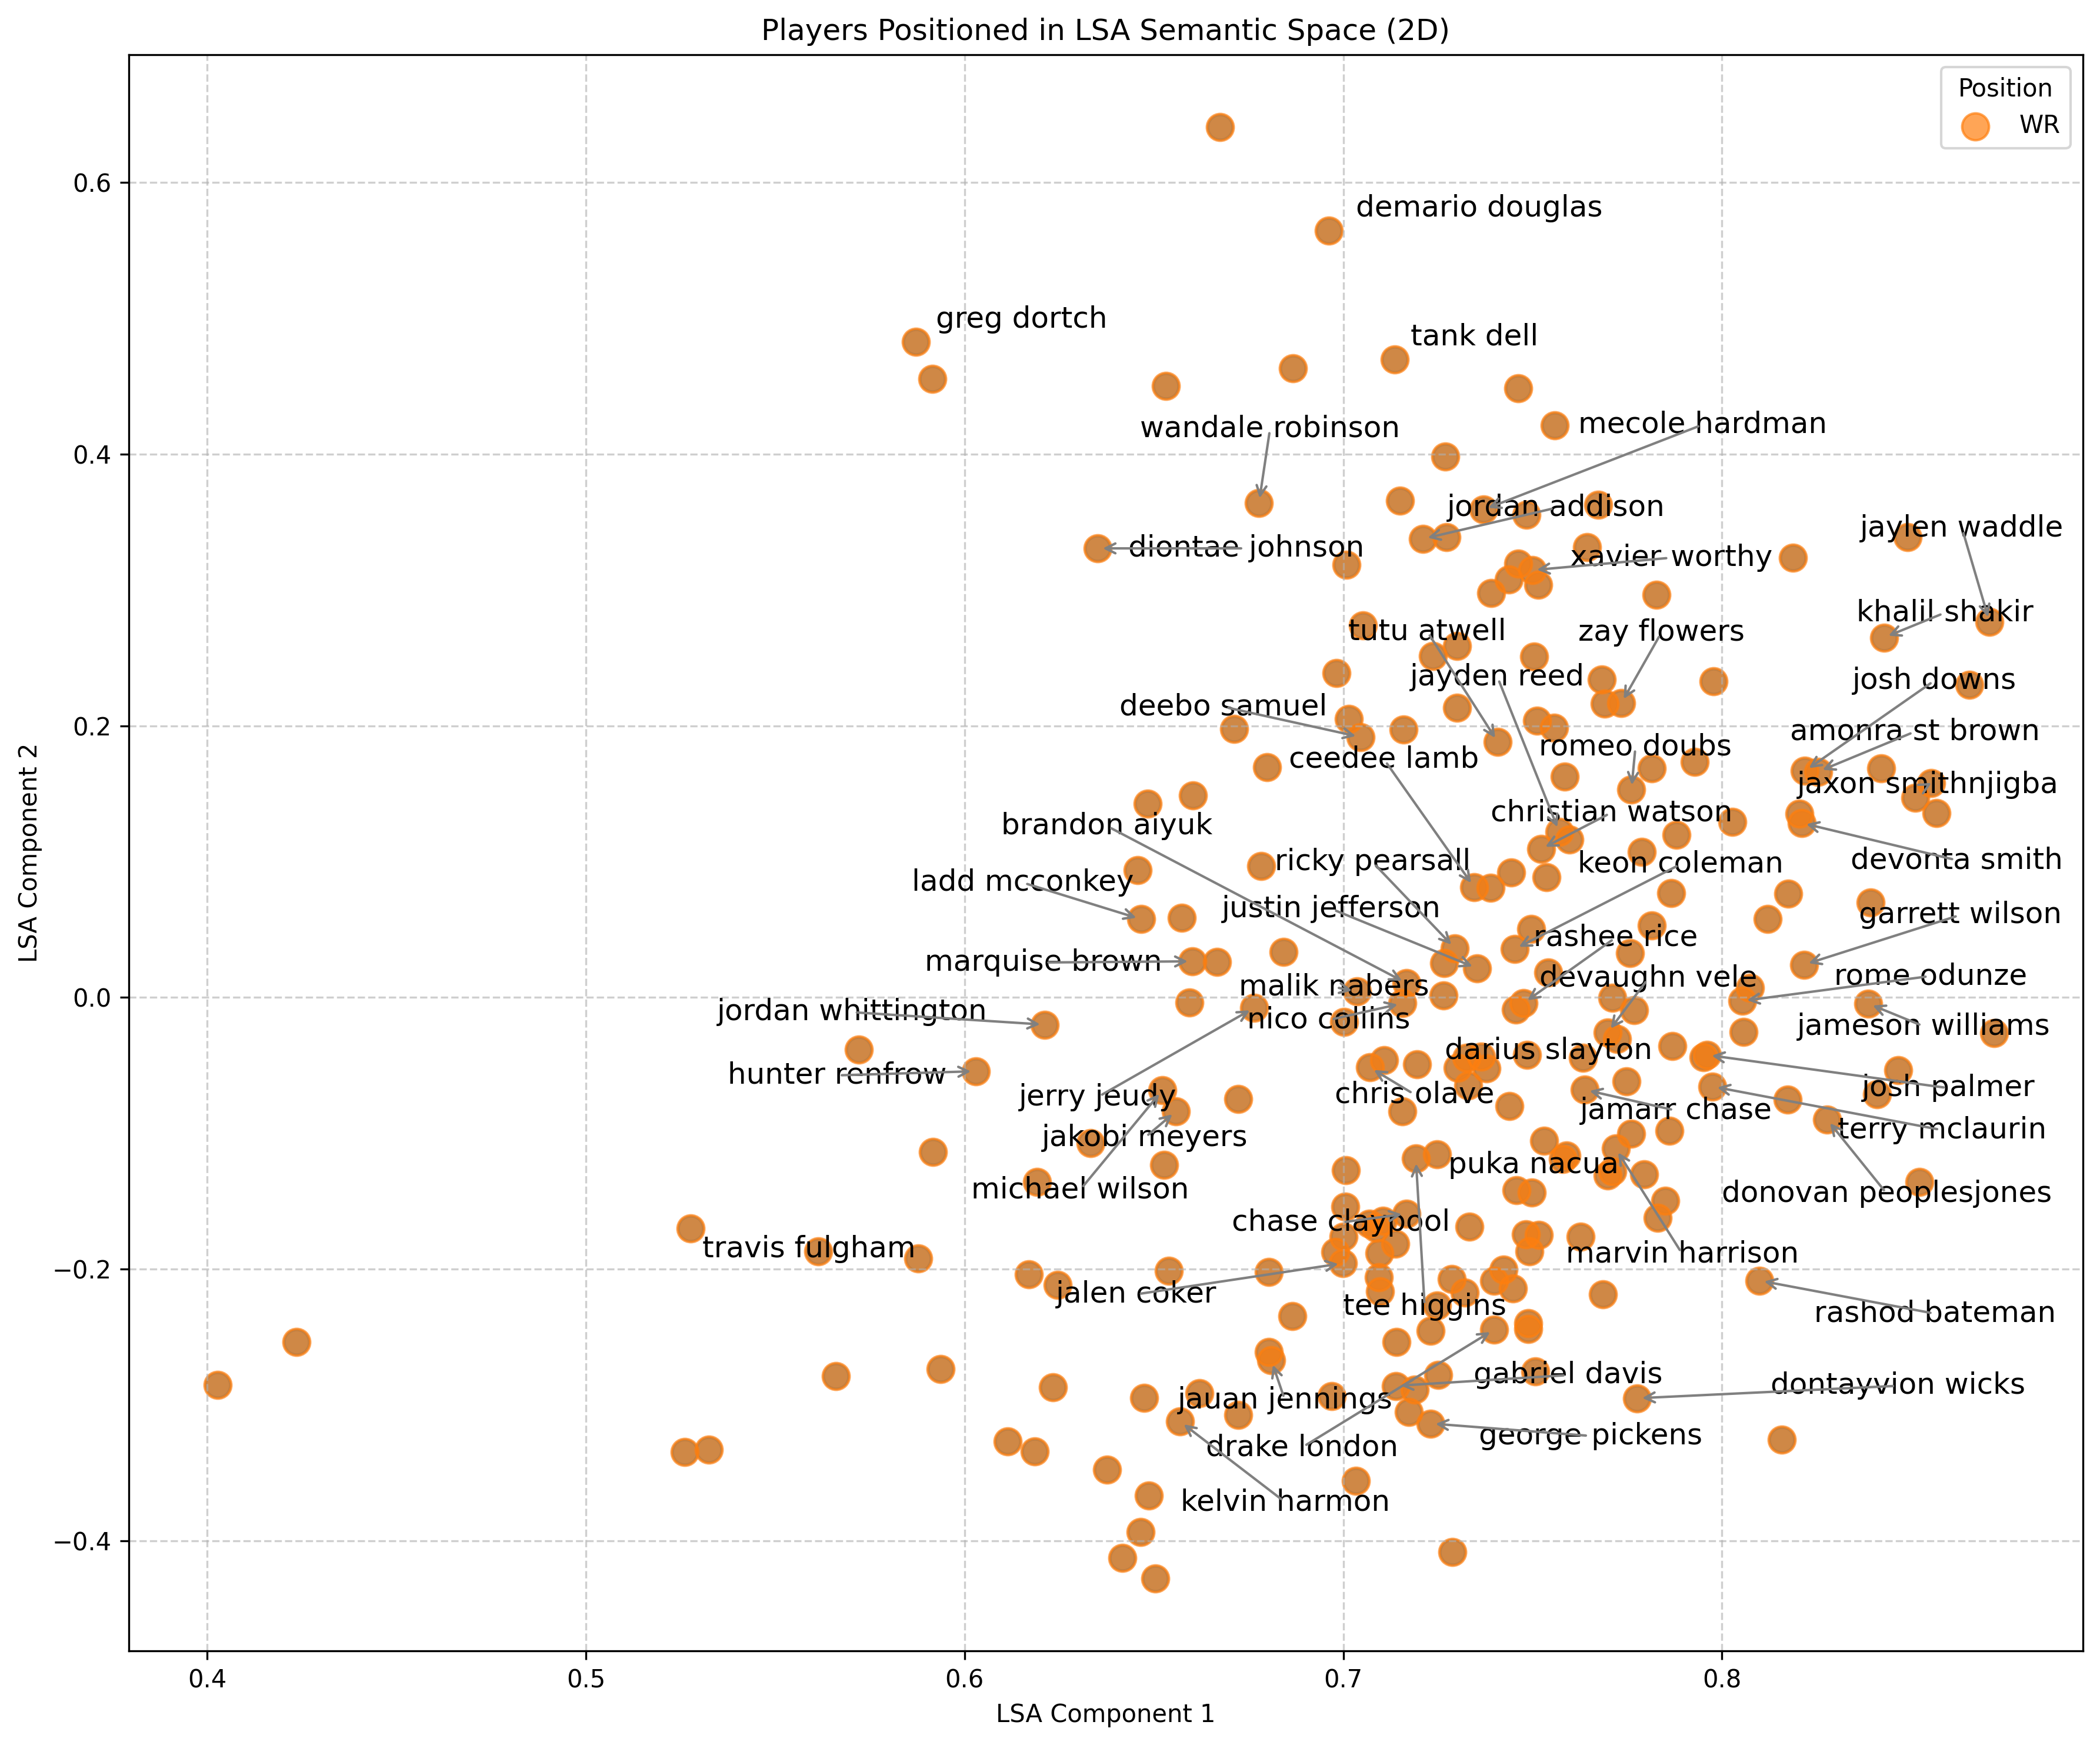 Players Positioned in LSA Semantic Space (2D)
Position
WR
demario douglas
greg dortch
tank dell
wandale robinson
mecole hardman
jordan addison
jaylen waddle
diontae johnson
xavier worthy
khalil shakir
tutu atwell
zay flowers
jayden reed
josh downs
deebo samuel
amonra st brown
romeo doubs
ceedee lamb
jaxon smithnjigba
christian watson
brandon aiyuk
ricky pearsall
keon coleman
devonta smith
ladd mcconkey
justin jefferson
garrett wilson
rashee rice
marquise brown
devaughn vele
rome odunze
malik nabers
jordan whittington
nico collins
jameson williams
darius slayton
hunter renfrow
jerry jeudy
chris olave
josh palmer
jamarr chase
terry mclaurin
jakobi meyers
puka nacua
michael wilson
donovan peoplesjones
chase claypool
travis fulgham
marvin harrison
jalen coker
tee higgins
rashod bateman
gabriel davis
dontayvion wicks
jauan jennings
drake london
george pickens
kelvin harmon
0.6
0.4
0.2
0.0
−0.2
−0.4
LSA Component 2
0.4 0.5 0.6 0.7 0.8
LSA Component 1